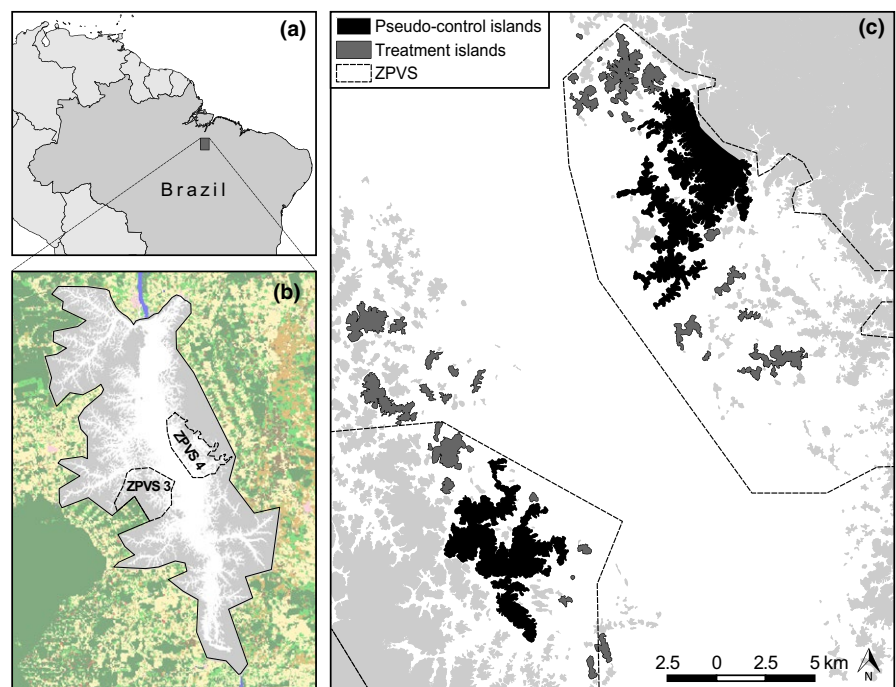 (a)
Brazil
(b)
ZPVS 4
ZPVS 3
Pseudo-control islands
Treatment islands
ZPVS
(c)
2.5 0 2.5 5 km
N